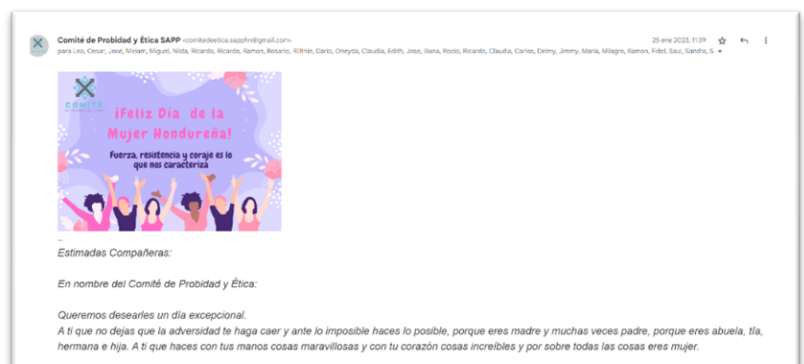 Comité de Probidad y Ética SAPP <comitedeetica.sapphn@gmail.com>
25 ene 2023, 11:39
para Leo, Cesar, José, Miriam, Miguel, Nilda, Ricardo, Ricardo, Ramon, Rosario, Dario, Oneyda, Claudia, Edith, Jose, Iliana, Rocio, Ricardo, Claudia, Carlos, Delmy, Jimmy, Maria, Milagro, Ramon, Fidel, Saul, Sandra, S.
COMITÉ
¡Feliz Día de la
Mujer Hondureña!
Fuerza, resistencia y coraje es lo
que nos caracteriza
--
Estimadas Compañeras:
En nombre del Comité de Probidad y Ética:
Queremos desearles un día excepcional.
A ti que no dejas que la adversidad te haga caer y ante lo imposible haces lo posible, porque eres madre y muchas veces padre, porque eres abuela, tía,
hermana e hija. A ti que haces con tus manos cosas maravillosas y con tu corazón cosas increíbles y por sobre todas las cosas eres mujer.